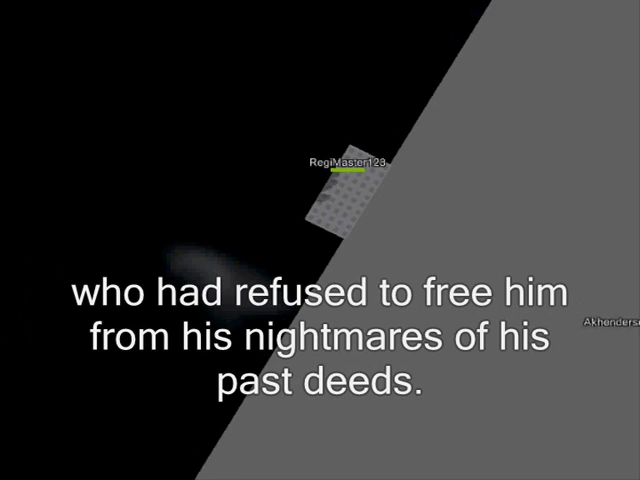 RegiMaster123
who had refused to free him
from his nightmares of his
past deeds.